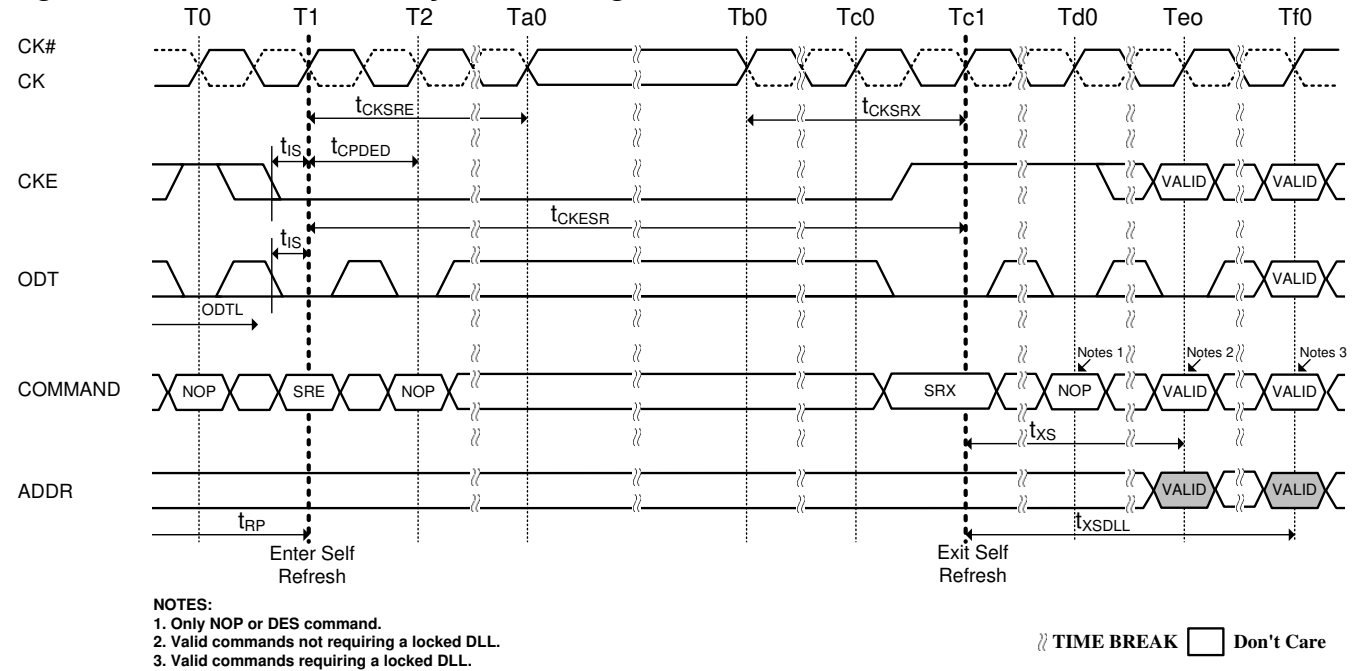 T0 T1 T2 Ta0 Tb0 Tc0 Tc1 Td0 Teo Tf0
CK#
CK
tCKSRE tCKSRX
tIS tCPDED
CKE VALID VALID
tCKESR
tIS
ODT VALID
ODTL
Notes 1 Notes 2 Notes 3
COMMAND NOP SRE NOP SRX NOP VALID VALID
tXS
ADDR VALID VALID
tRP tXSDLL
Enter Self
Refresh
Exit Self
Refresh
NOTES:
1. Only NOP or DES command.
2. Valid commands not requiring a locked DLL.
3. Valid commands requiring a locked DLL.
TIME BREAK Don't Care